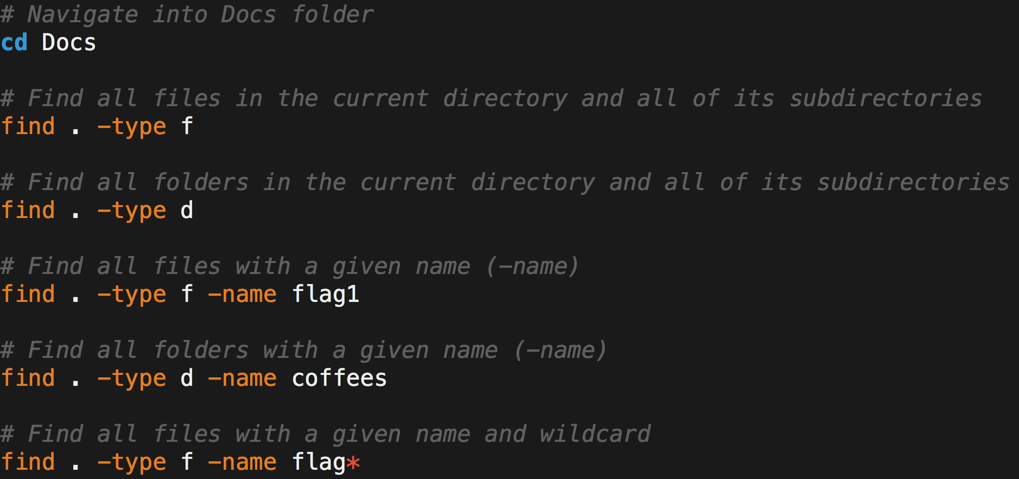 # Navigate into Docs folder
cd Docs
# Find all files in the current directory and all of its subdirectories
find . -type f
# Find all folders in the current directory and all of its subdirectories
find . -type d
# Find all files with a given name (-name)
find . -type f -name flag1
# Find all folders with a given name (-name)
find . -type d -name coffees
# Find all files with a given name and wildcard
find . -type f -name flag*